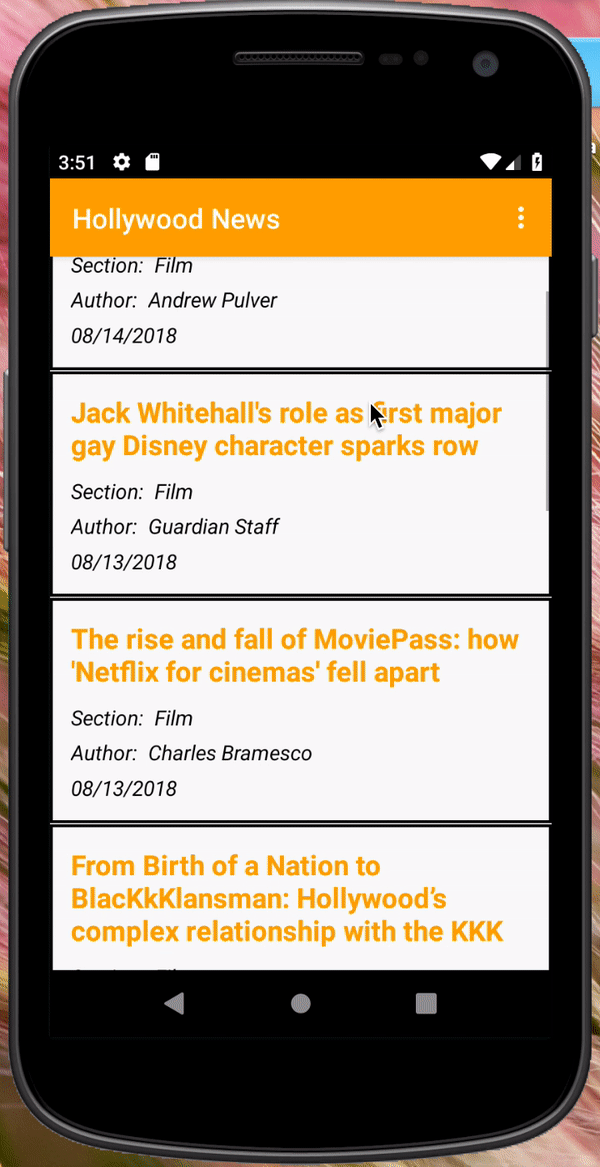 3:51
Hollywood News
Section: Film
Author: Andrew Pulver
08/14/2018
Jack Whitehall's role as first major
gay Disney character sparks row
Section: Film
Author: Guardian Staff
08/13/2018
The rise and fall of MoviePass: how
'Netflix for cinemas' fell apart
Section: Film
Author: Charles Bramesco
08/13/2018
From Birth of a Nation to
BlacKkKlansman: Hollywood’s
complex relationship with the KKK